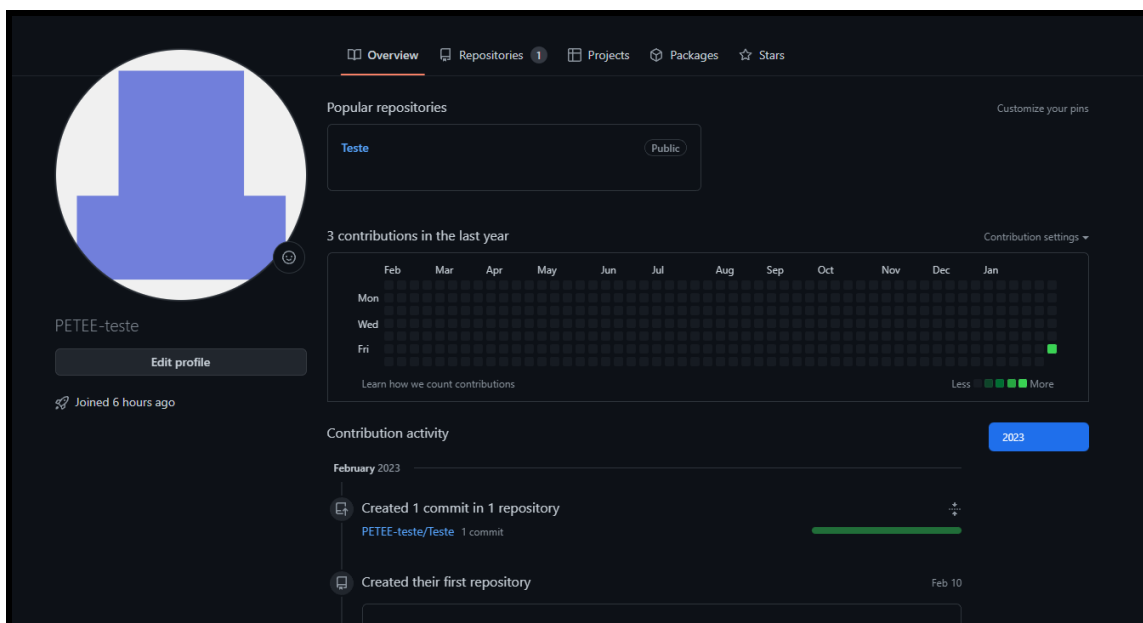 Overview Repositories 1 Projects Packages Stars
Popular repositories Customize your pins
Teste Public
3 contributions in the last year Contribution settings
Feb Mar Apr May Jun Jul Aug Sep Oct Nov Dec Jan
Mon
Wed
Fri
Learn how we count contributions Less More
PETEE-teste
Edit profile
Joined 6 hours ago
Contribution activity 2023
February 2023
Created 1 commit in 1 repository
PETEE-teste/Teste 1 commit
Created their first repository Feb 10